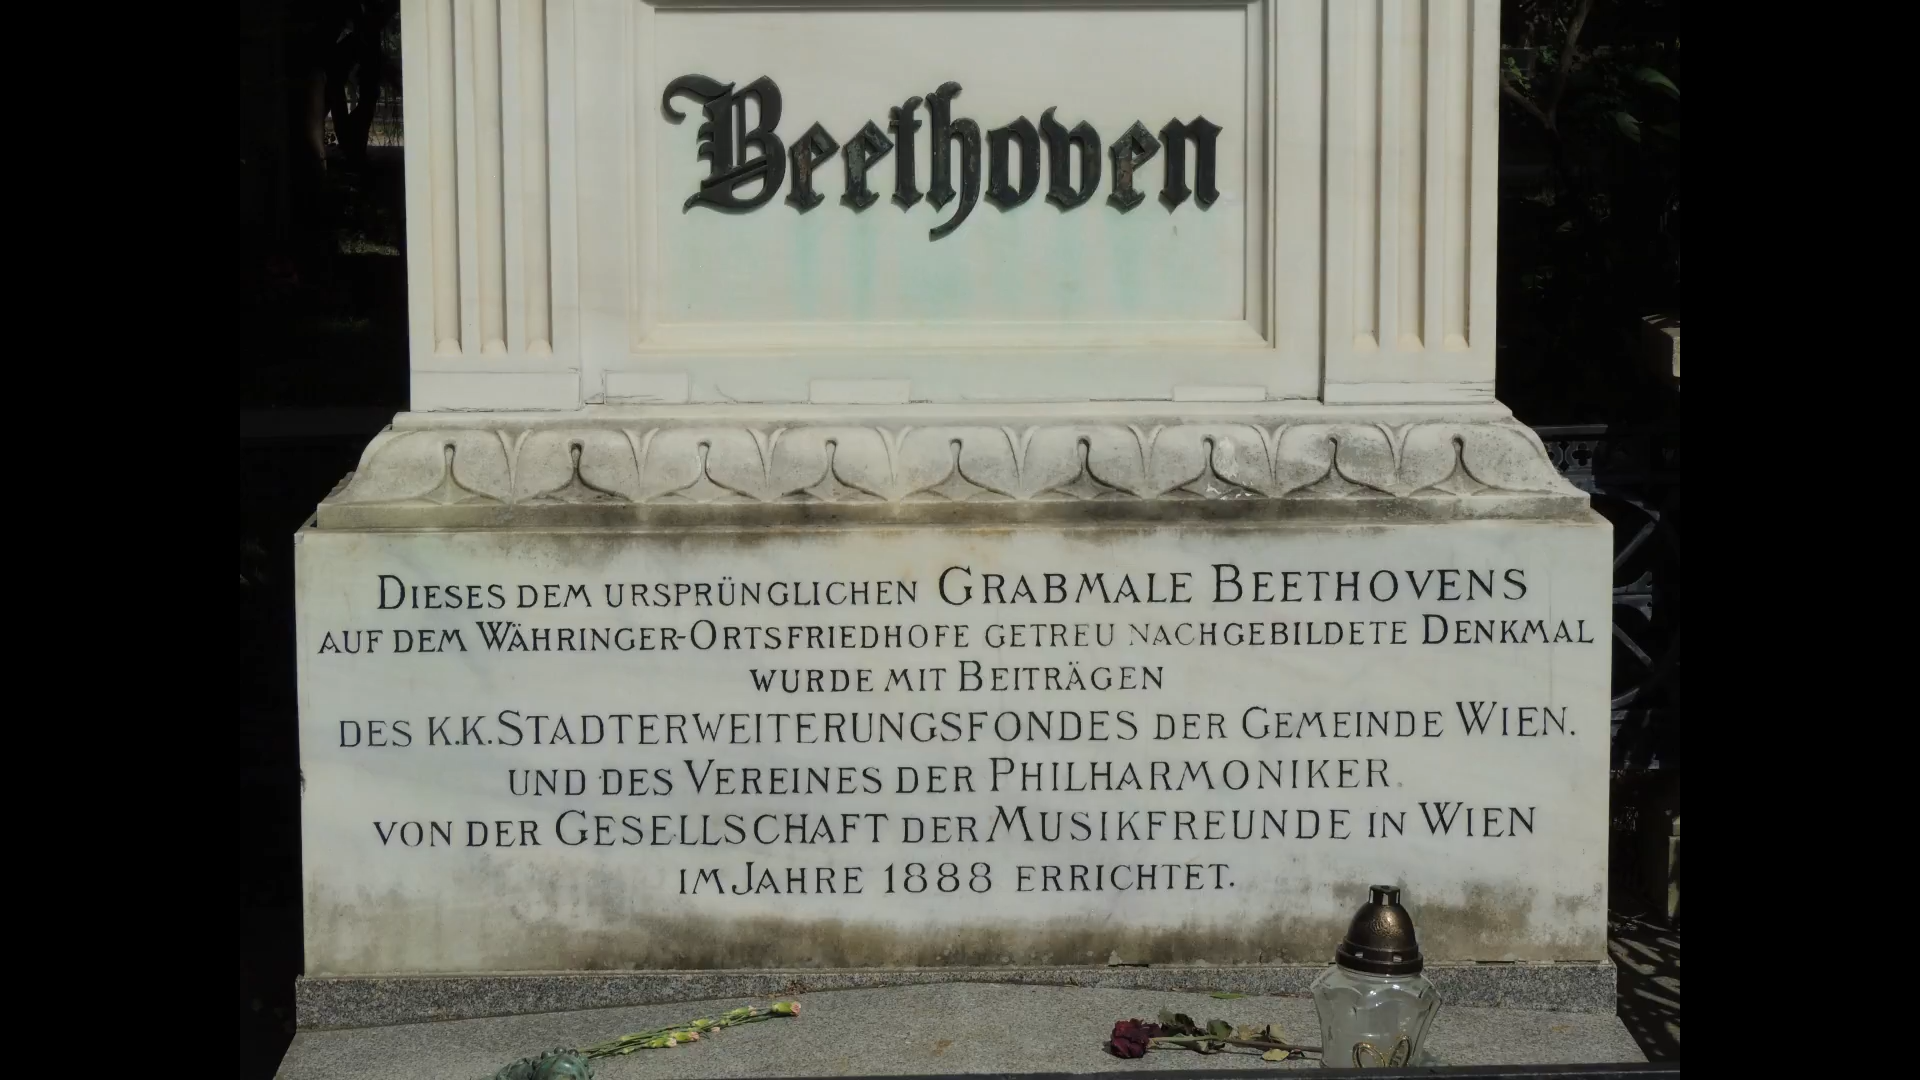 Beethoven
DIESES DEM URSPRÜNGLICHEN GRABMALE BEETHOVENS
AUF DEM WÄHRINGER-ORTSFRIEDHOFE GETREU NACHGEBILDETE DENKMAL
WURDE MIT BEITRÄGEN
DES K.K. STADTERWEITERUNGSFONDES DER GEMEINDE WIEN.
UND DES VEREINES DER PHILHARMONIKER.
VON DER GESELLSCHAFT DER MUSIKFREUNDE IN WIEN
IM JAHRE 1888 ERRICHTET.